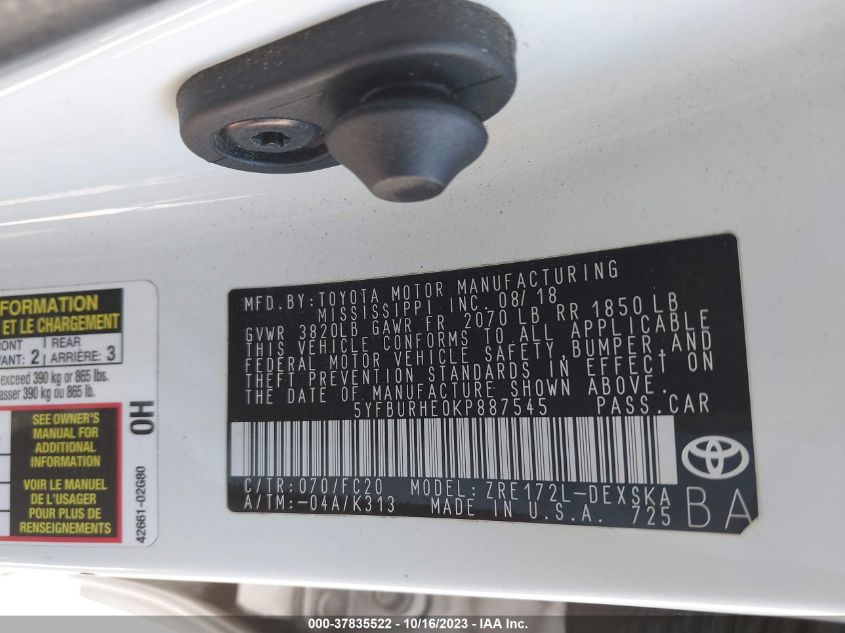 FORMATION
ET LE CHARGEMENT
FRONT 1 REAR
VANT: 2 ARRIÈRE: 3
exceed 390 kg or 865 lbs.
asser 390 kg ou 865 lb.
SEE OWNER'S
MANUAL FOR
ADDITIONAL
INFORMATION
VOIR LE MANUEL
DE L'USAGER
POUR PLUS DE
RENSEIGNEMENTS
0H
42661-02G80
MFD.BY:TOYOTA MOTOR MANUFACTURING
MISSISSIPPI INC. 08/18
GVWR 3820LB GAWR FR 2070 LB RR 1850 LB
THIS VEHICLE CONFORMS TO ALL APPLICABLE
FEDERAL MOTOR VEHICLE SAFETY,BUMPER,AND
THEFT PREVENTION STANDARDS IN EFFECT ON
THE DATE OF MANUFACTURE SHOWN ABOVE.
5YFBURHE0KP887545 PASS.CAR
C/TR:070/FC20 MODEL:ZRE172L-DEXSKA
A/TM:-04A/K313 MADE IN U.S.A. 725
BA
000-37835522 - 10/16/2023 - IAA Inc.